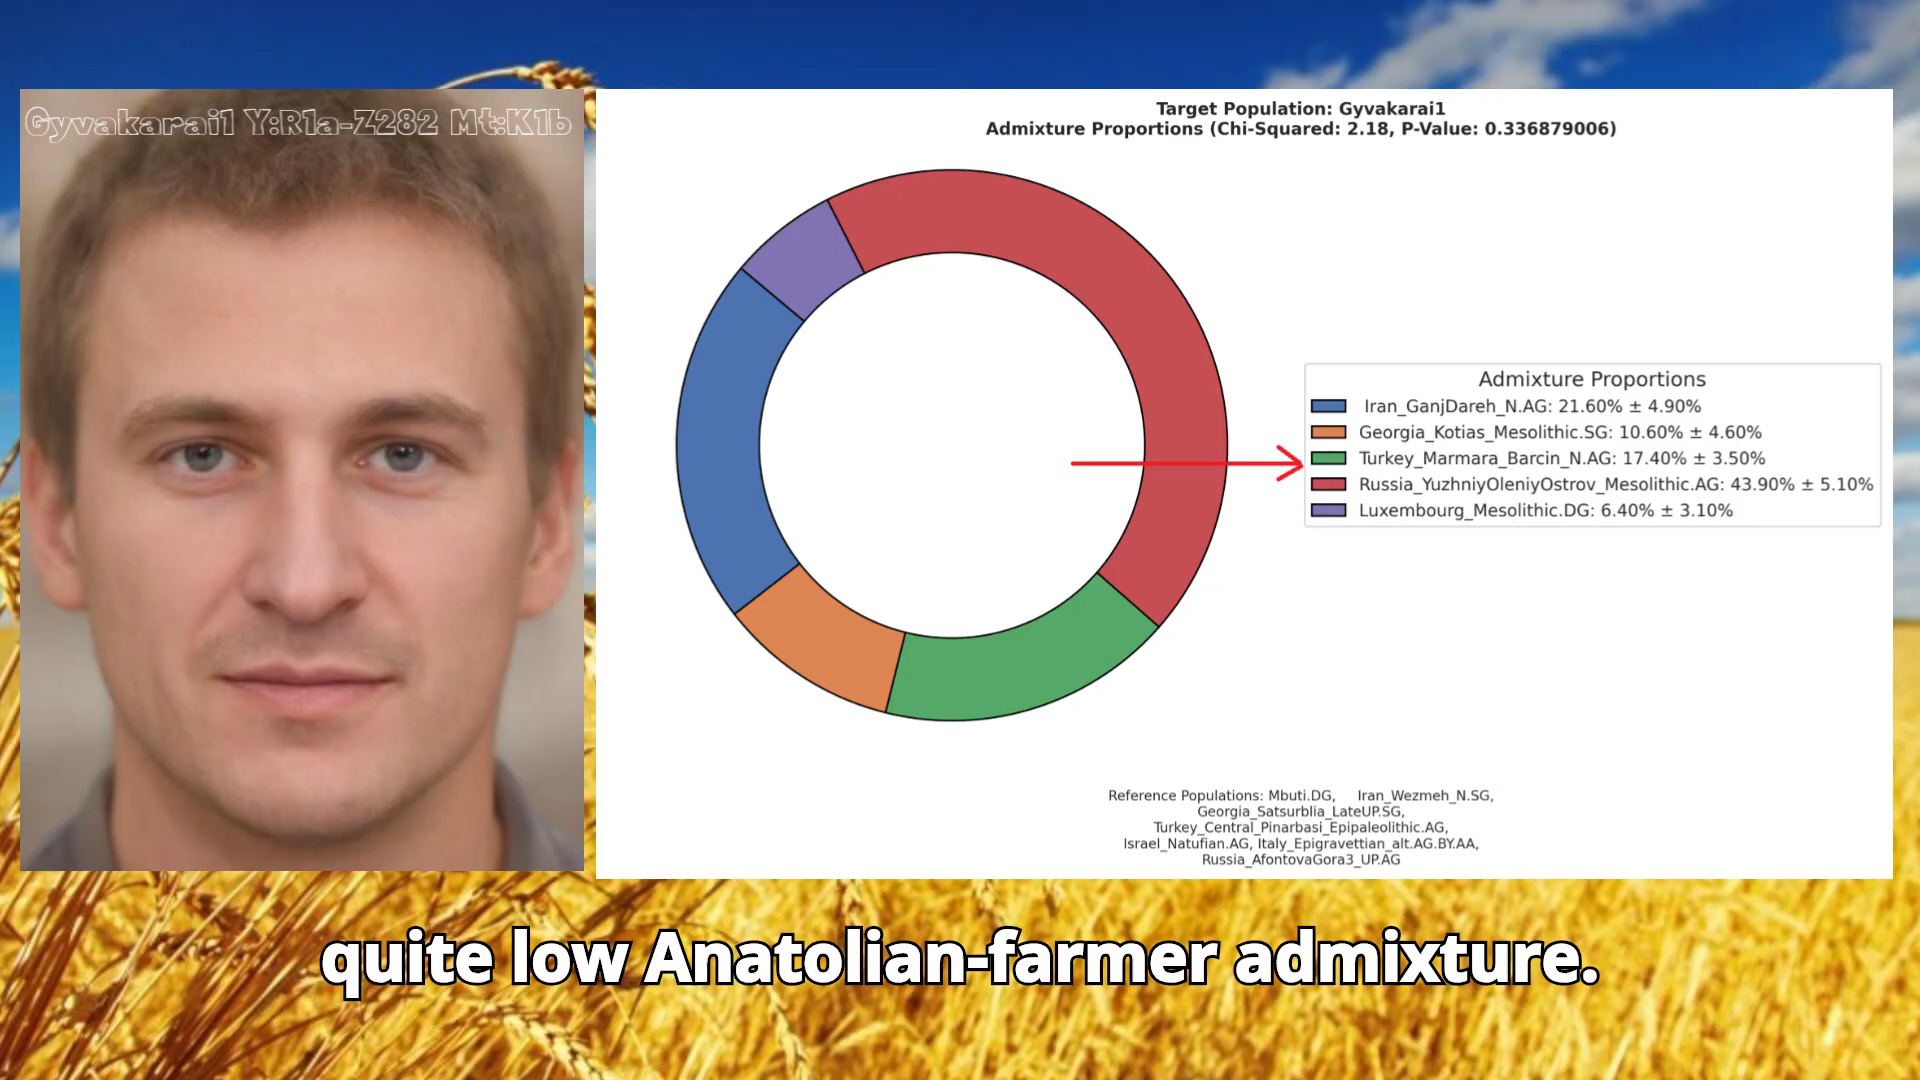 Gyvakarai1 Y:R1a-Z282 Mt:K1b
Target Population: Gyvakarai1
Admixture Proportions (Chi-Squared: 2.18, P-Value: 0.336879006)
Admixture Proportions
Iran_GanjDareh_N.AG: 21.60% ± 4.90%
Georgia_Kotias_Mesolithic.SG: 10.60% ± 4.60%
Turkey_Marmara_Barcin_N.AG: 17.40% ± 3.50%
Russia_YuzhniyOleniyOstrov_Mesolithic.AG: 43.90% ± 5.10%
Luxembourg_Mesolithic.DG: 6.40% ± 3.10%
Reference Populations: Mbuti.DG, Iran_Wezmeh_N.SG,
Georgia_Satsurblia_LateUP.SG,
Turkey_Central_Pinarbasi_Epipaleolithic.AG,
Israel_Natufian.AG, Italy_Epigravettian_alt.AG.BY.AA,
Russia_AfontovaGora3_UP.AG
quite low Anatolian-farmer admixture.